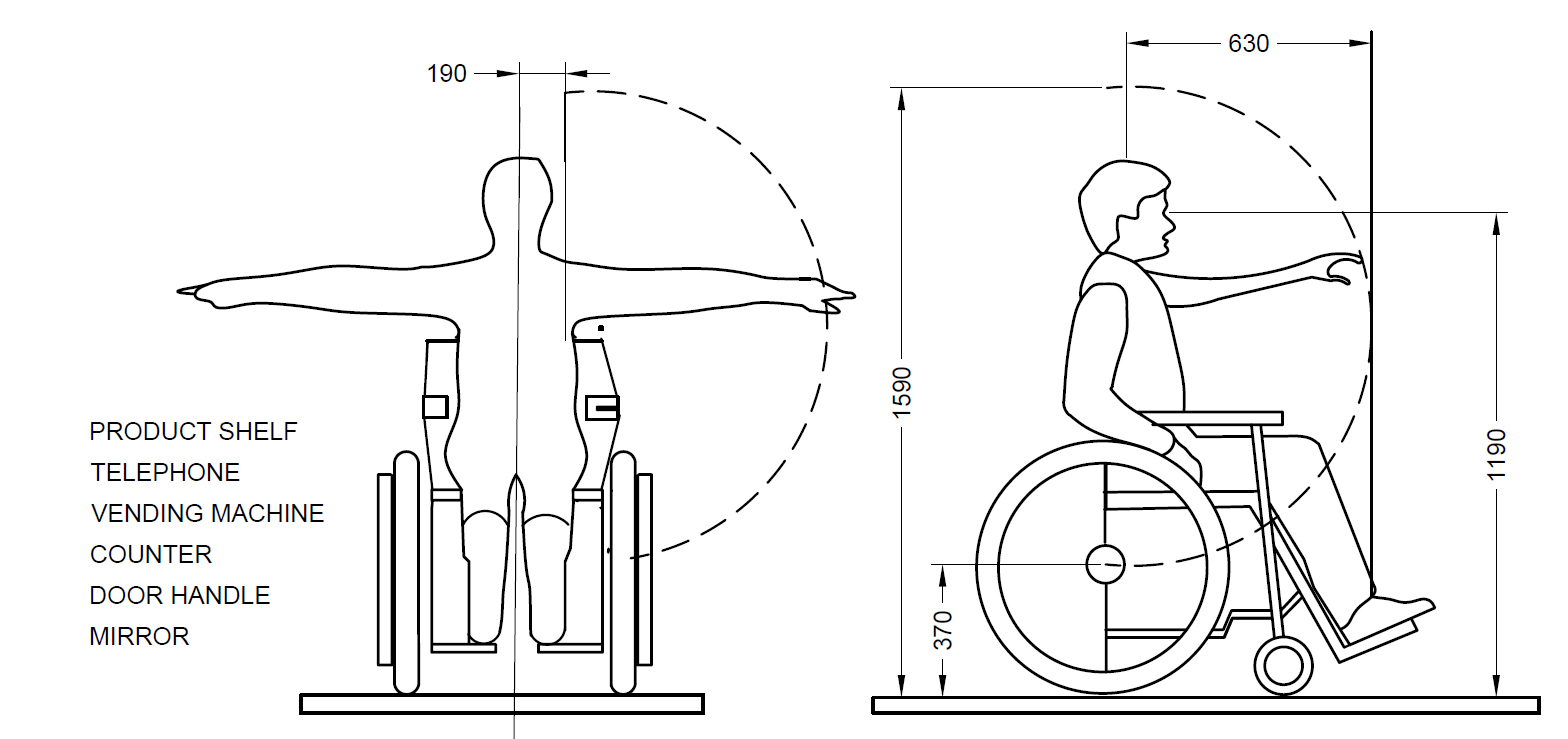 630
190
1590
1190
370
PRODUCT SHELF
TELEPHONE
VENDING MACHINE
COUNTER
DOOR HANDLE
MIRROR